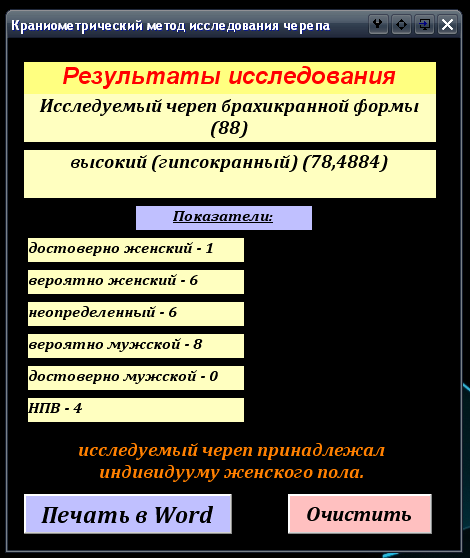 Краниометрический метод исследования черепа
Результаты исследования
Исследуемый череп брахикранной формы
(88)
высокий (гипсокранный) (78,4884)
Показатели:
достоверно женский - 1
вероятно женский - 6
неопределенный - 6
вероятно мужской - 8
достоверно мужской - 0
НПВ - 4
исследуемый череп принадлежал
индивидууму женского пола.
Печать в Word
Очистить